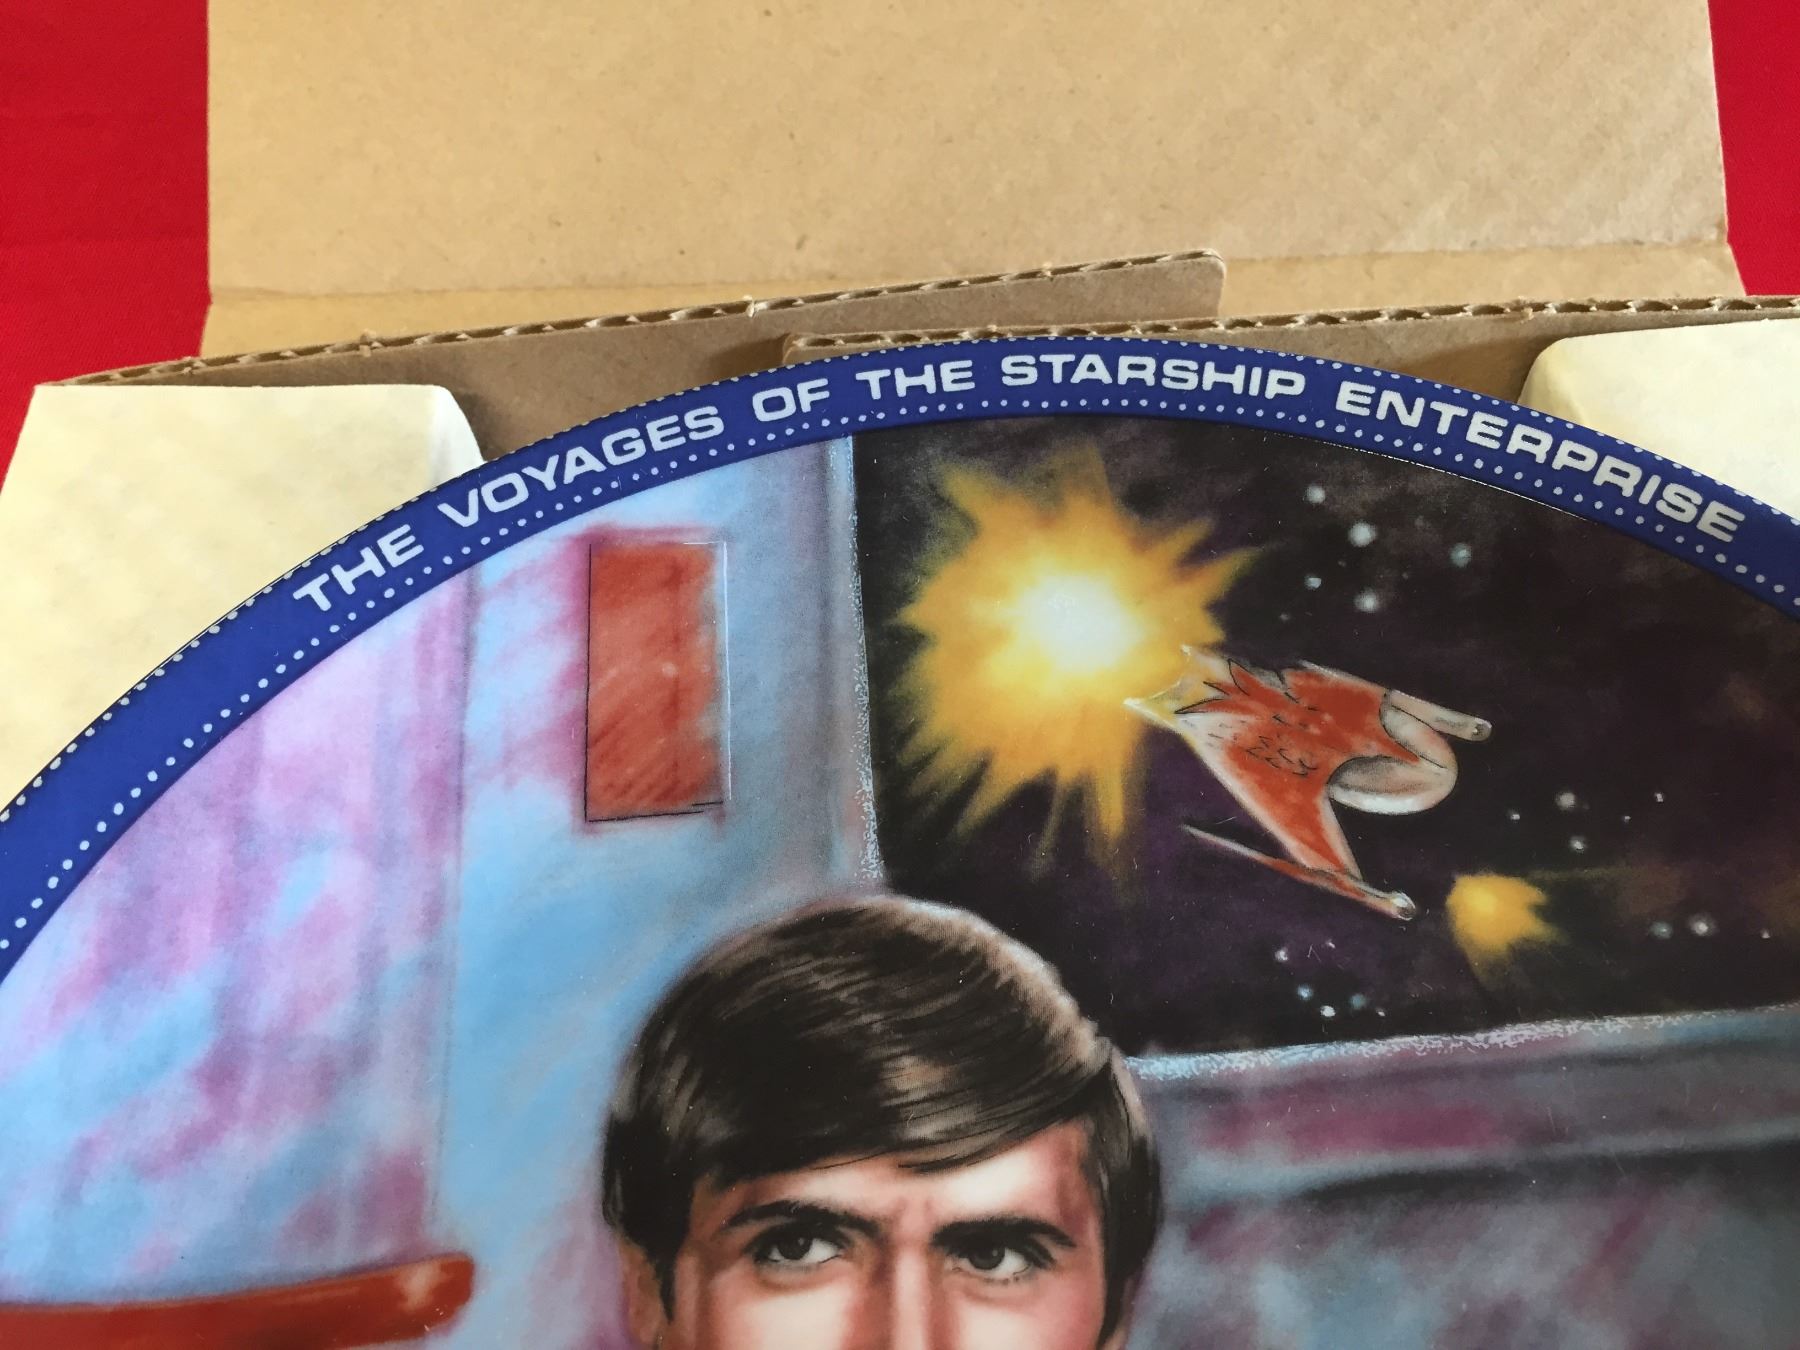 THE VOYAGES OF THE STARSHIP ENTERPRISE